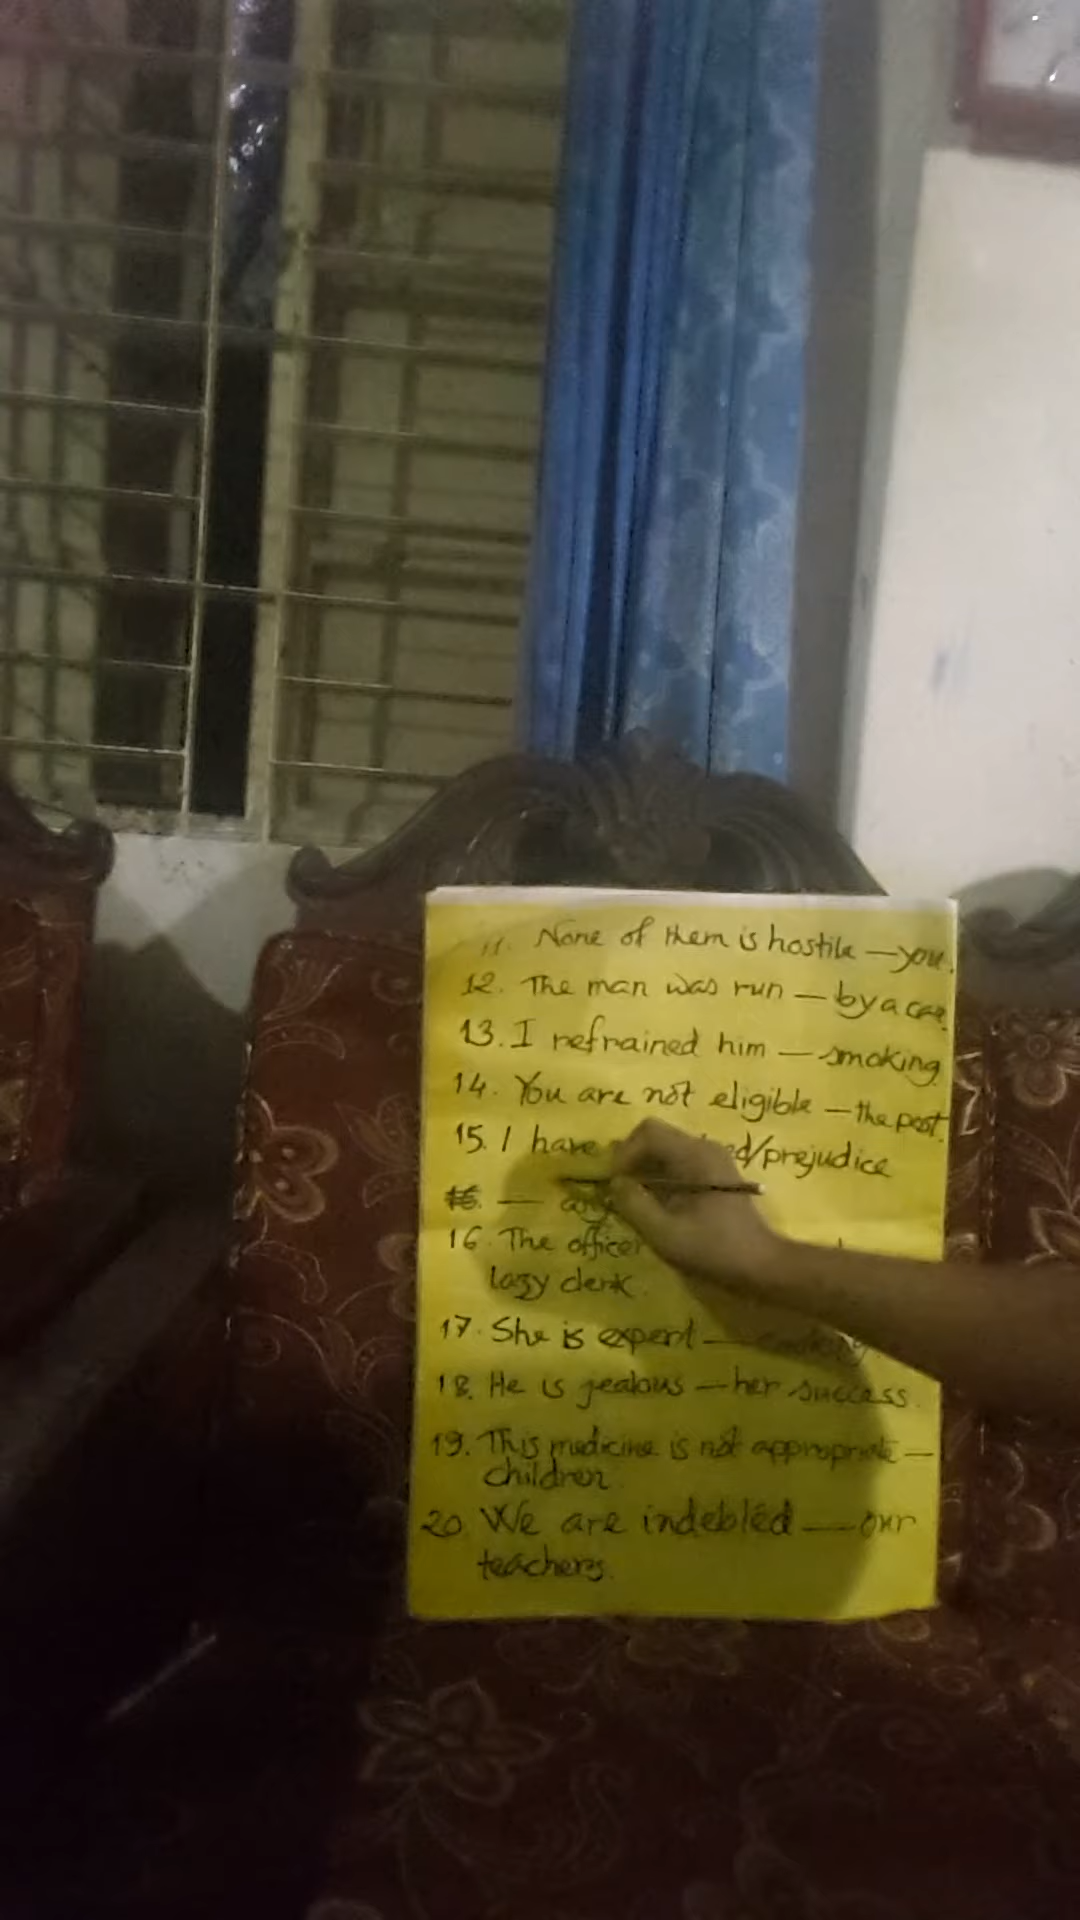 11. None of them is hostile — you.
12. The man was run — by a car.
13. I refrained him — smoking.
14. You are not eligible — the post.
15. I have /prejudice
—
16. The officer
lazy clerk.
17. She is expert —
18. He is jealous — her success.
19. This medicine is not appropriate —
children.
20. We are indebted — our
teachers.